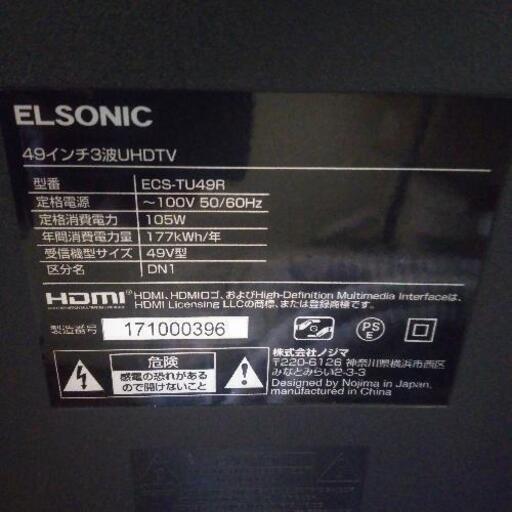 ELSONIC
49インチ3波UHDTV
型番 ECS-TU49R
定格電源 ～100V 50/60Hz
定格消費電力 105W
年間消費電力量 177kWh/年
受信機型サイズ 49V型
区分名 DN1
HDMI HDMI、HDMIロゴ、およびHigh-Definition Multimedia Interfaceは、
HDMI Licensing LLCの商標、または登録商標です。
製造番号 171000396
PSE
危険
感電の恐れがある
ので開けないこと
株式会社ノジマ
〒220-6126 神奈川県横浜市西区
みなとみらい2-3-3
Designed by Nojima in Japan,
manufactured in China